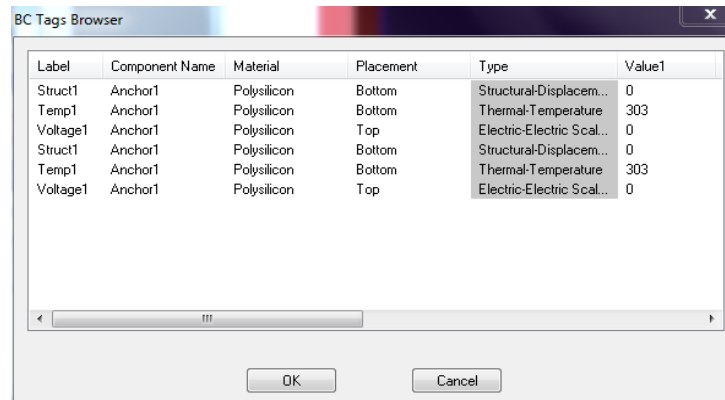 BC Tags Browser
Label Component Name Material Placement Type Value1
Struct1 Anchor1 Polysilicon Bottom Structural-Displacem... 0
Temp1 Anchor1 Polysilicon Bottom Thermal-Temperature 303
Voltage1 Anchor1 Polysilicon Top Electric-Electric Scal... 0
Struct1 Anchor1 Polysilicon Bottom Structural-Displacem... 0
Temp1 Anchor1 Polysilicon Bottom Thermal-Temperature 303
Voltage1 Anchor1 Polysilicon Top Electric-Electric Scal... 0
OK Cancel